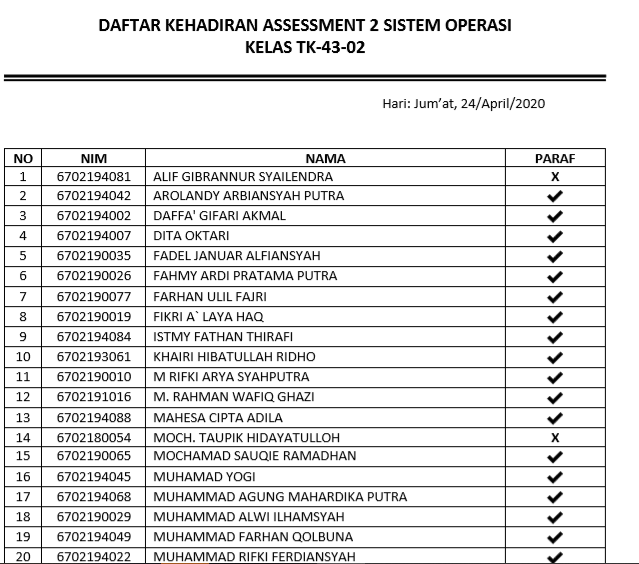 DAFTAR KEHADIRAN ASSESSMENT 2 SISTEM OPERASI
KELAS TK-43-02
Hari: Jum’at, 24/April/2020
NO NIM NAMA PARAF
1 6702194081 ALIF GIBRANNUR SYAILENDRA X
2 6702194042 AROLANDY ARBIANSYAH PUTRA ✔
3 6702194002 DAFFA' GIFARI AKMAL ✔
4 6702194007 DITA OKTARI ✔
5 6702190035 FADEL JANUAR ALFIANSYAH ✔
6 6702190026 FAHMY ARDI PRATAMA PUTRA ✔
7 6702190077 FARHAN ULIL FAJRI ✔
8 6702190019 FIKRI A` LAYA HAQ ✔
9 6702194084 ISTMY FATHAN THIRAFI ✔
10 6702193061 KHAIRI HIBATULLAH RIDHO ✔
11 6702190010 M RIFKI ARYA SYAHPUTRA ✔
12 6702191016 M. RAHMAN WAFIQ GHAZI ✔
13 6702194088 MAHESA CIPTA ADILA ✔
14 6702180054 MOCH. TAUPIK HIDAYATULLOH X
15 6702190065 MOCHAMAD SAUQIE RAMADHAN ✔
16 6702194045 MUHAMAD YOGI ✔
17 6702194068 MUHAMMAD AGUNG MAHARDIKA PUTRA ✔
18 6702190029 MUHAMMAD ALWI ILHAMSYAH ✔
19 6702194049 MUHAMMAD FARHAN QOLBUNA ✔
20 6702194022 MUHAMMAD RIFKI FERDIANSYAH ✔